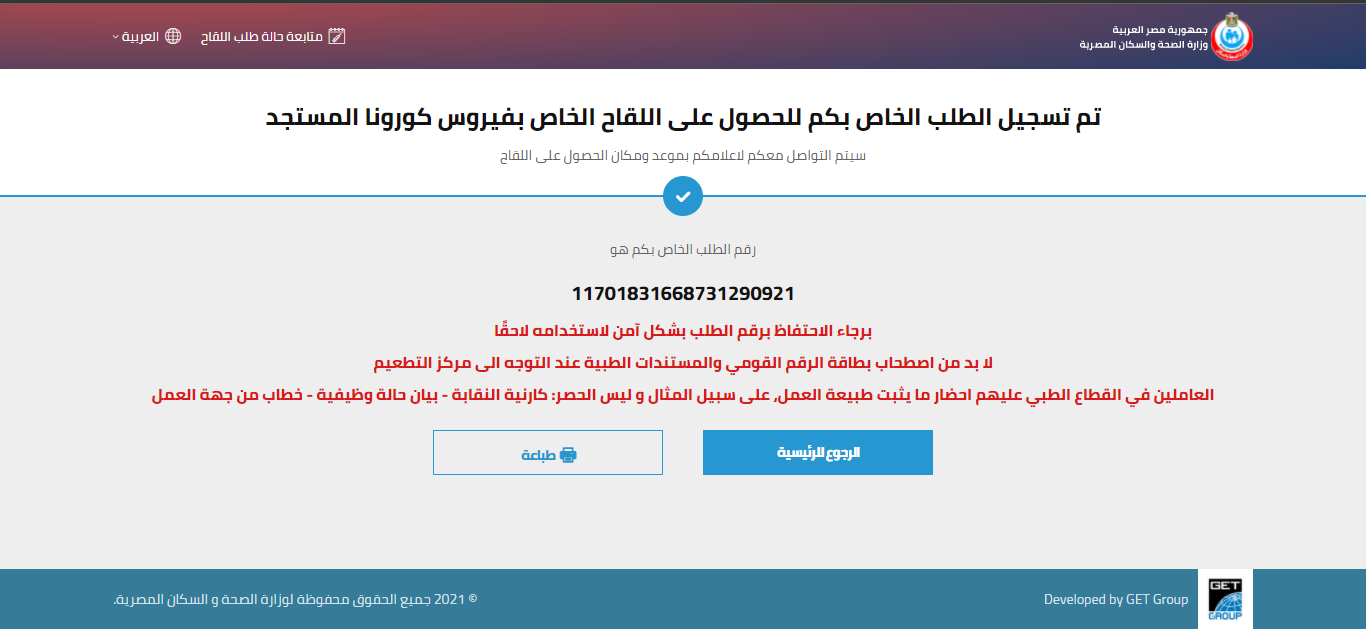 جمهورية مصر العربية
وزارة الصحة والسكان المصرية
متابعة حالة طلب اللقاح
العربية
تم تسجيل الطلب الخاص بكم للحصول على اللقاح الخاص بفيروس كورونا المستجد
سيتم التواصل معكم لاعلامكم بموعد ومكان الحصول على اللقاح
رقم الطلب الخاص بكم هو
11701831668731290921
برجاء الاحتفاظ برقم الطلب بشكل آمن لاستخدامه لاحقًا
لا بد من اصطحاب بطاقة الرقم القومي والمستندات الطبية عند التوجه الى مركز التطعيم
العاملين في القطاع الطبي عليهم احضار ما يثبت طبيعة العمل، على سبيل المثال و ليس الحصر: كارنية النقابة - بيان حالة وظيفية - خطاب من جهة العمل
الرجوع للرئيسية
طباعة
GET
GROUP
Developed by GET Group
© 2021 جميع الحقوق محفوظة لوزارة الصحة و السكان المصرية.